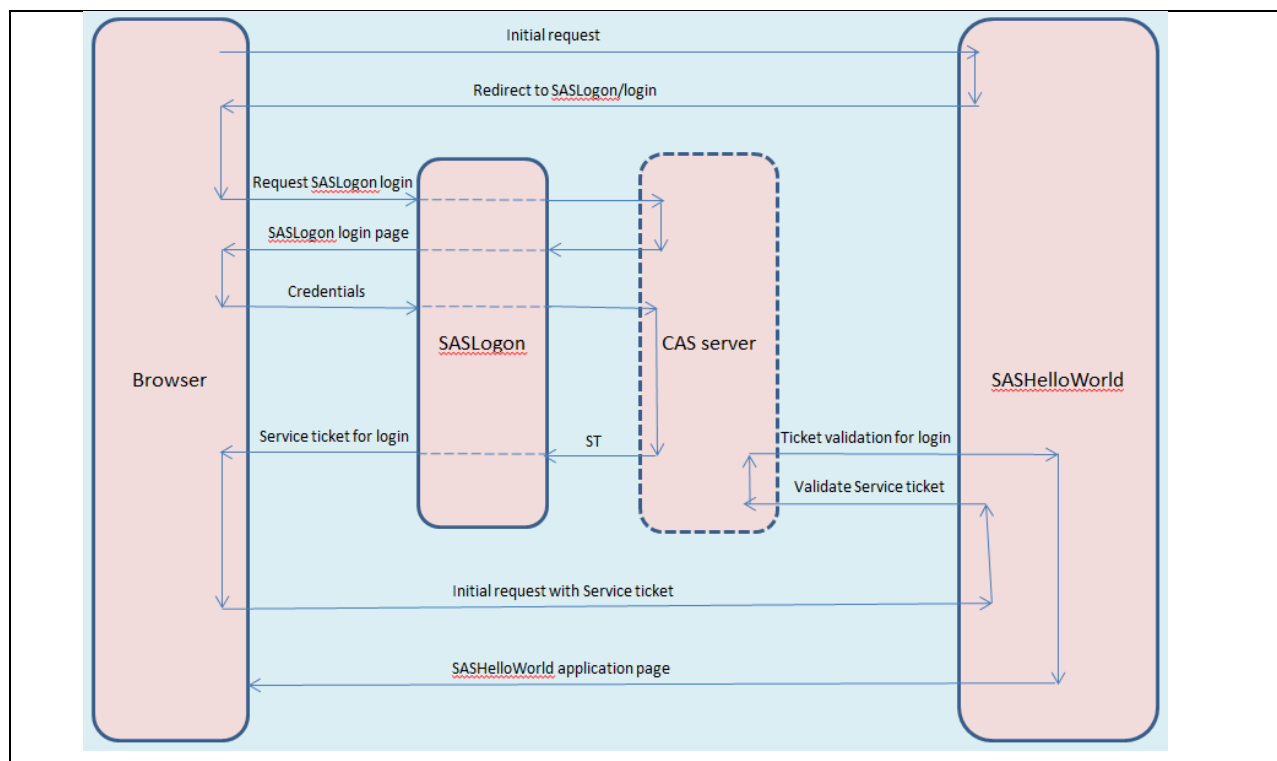 Initial request
Redirect to SASLogon/login
Request SASLogon login
SASLogon login page
Credentials
SASLogon
CAS server
Browser
SASHelloWorld
Service ticket for login
ST
Ticket validation for login
Validate Service ticket
Initial request with Service ticket
SASHelloWorld application page